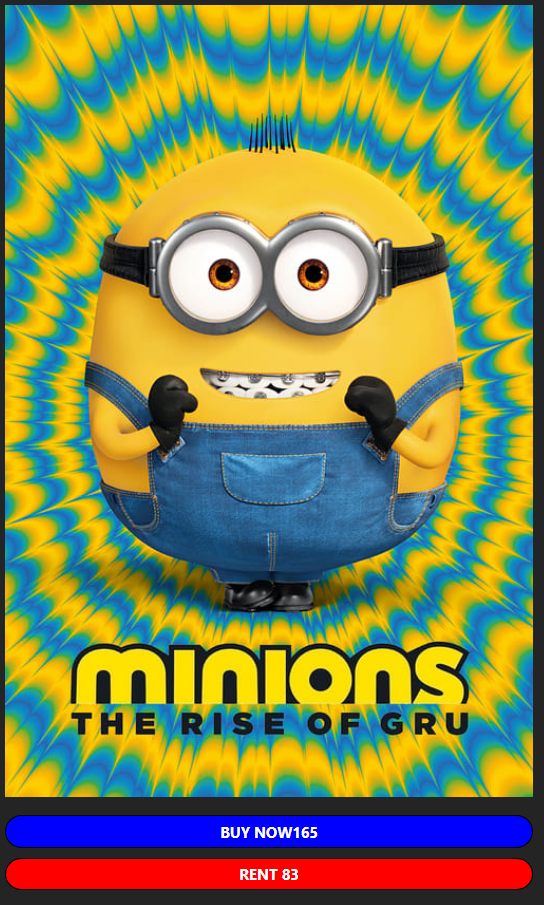 minions
THE RISE OF GRU
BUY NOW165
RENT 83